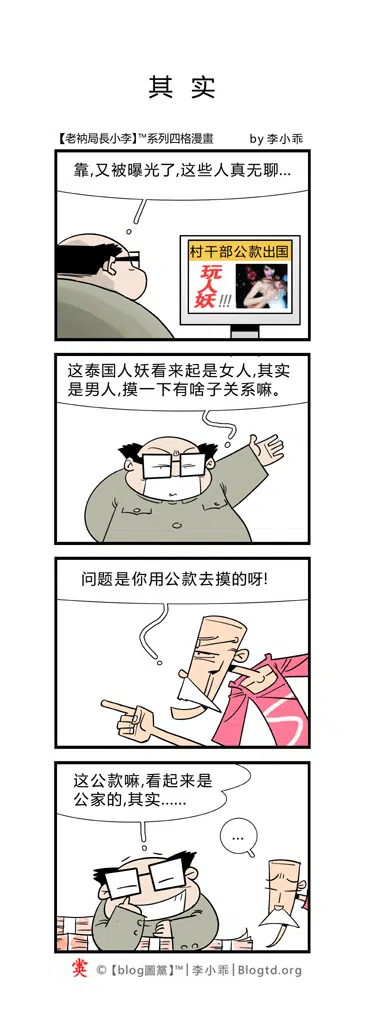 其实
【老衲局長小李】™系列四格漫畫 by 李小乖
靠,又被曝光了,这些人真无聊...
村干部公款出国
玩人妖!!!
这泰国人妖看来起是女人,其实
是男人,摸一下有啥子关系嘛。
问题是你用公款去摸的呀!
这公款嘛,看起来是
公家的,其实......
...
©【blog圖黨】™|李小乖|Blogtd.org